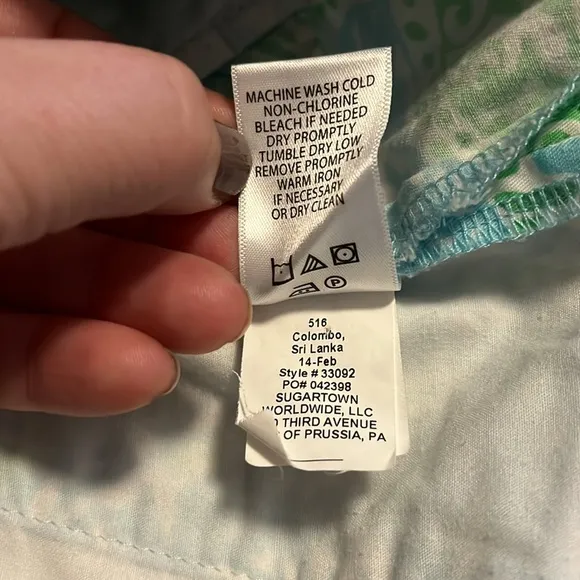 MACHINE WASH COLD
NON-CHLORINE
BLEACH IF NEEDED
DRY PROMPTLY
TUMBLE DRY LOW
REMOVE PROMPTLY
WARM IRON
IF NECESSARY
OR DRY CLEAN
P
516
Colombo,
Sri Lanka
14-Feb
Style # 33092
PO# 042398
SUGARTOWN
WORLDWIDE, LLC
THIRD AVENUE
OF PRUSSIA, PA